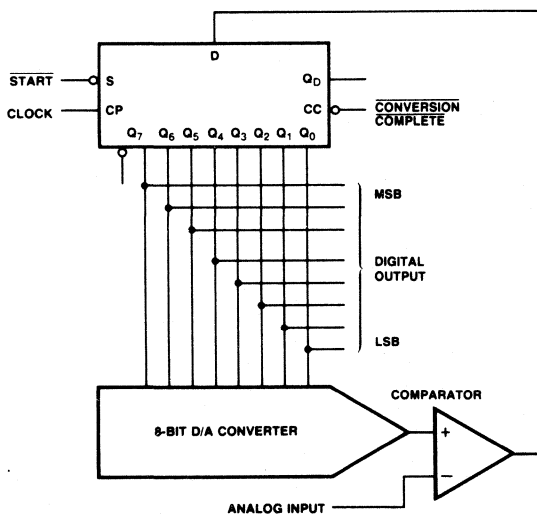 D
START
S
Q_D
CLOCK
CP
CC
CONVERSION
COMPLETE
Q7 Q6 Q5 Q4 Q3 Q2 Q1 Q0
MSB
DIGITAL
OUTPUT
LSB
COMPARATOR
8-BIT D/A CONVERTER
+
−
ANALOG INPUT